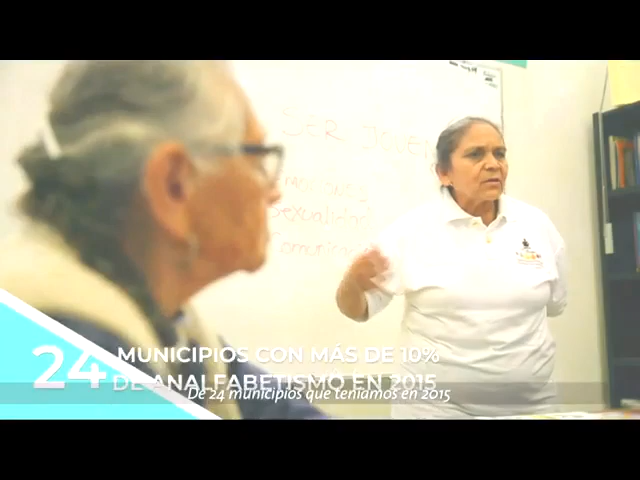 SER JOVEN
Sexualidad
24 MUNICIPIOS CON MÁS DE 10%
DE ANALFABETISMO EN 2015
De 24 municipios que teníamos en 2015